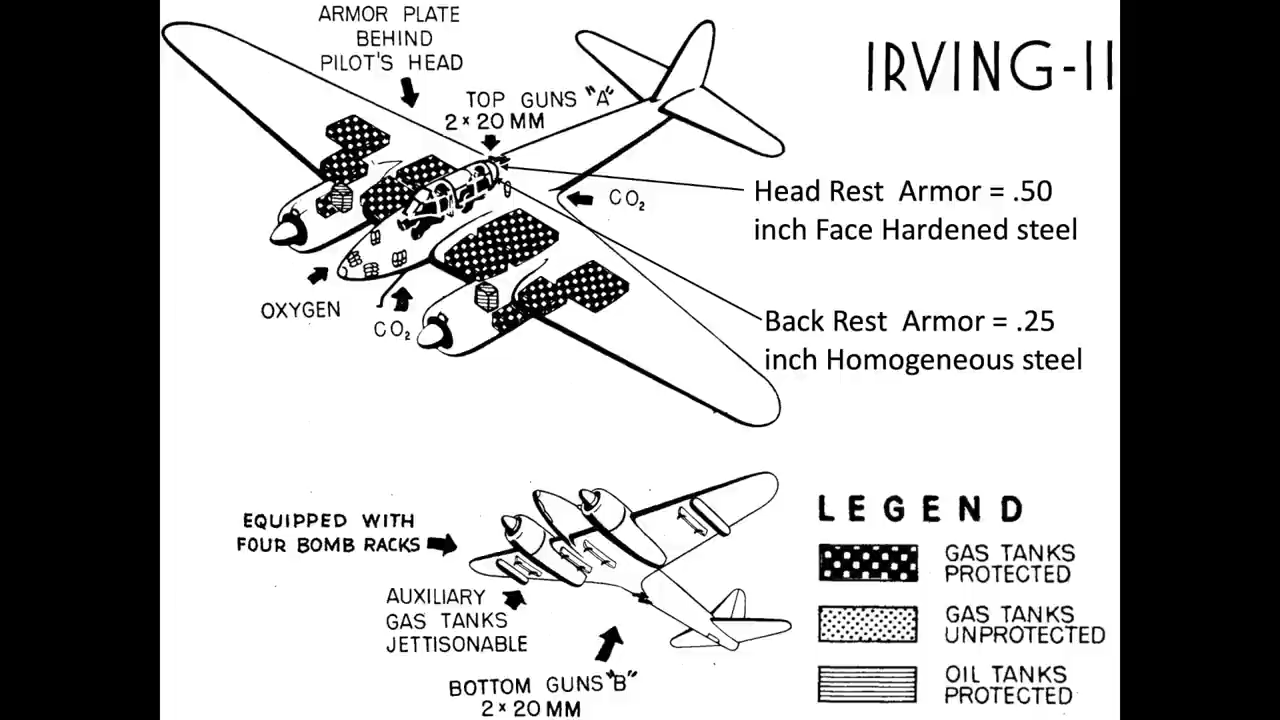 ARMOR PLATE
BEHIND
PILOT'S HEAD
IRVING-II
TOP GUNS "A"
2 x 20 MM
Head Rest Armor = .50
inch Face Hardened steel
CO₂
OXYGEN
CO₂
Back Rest Armor = .25
inch Homogeneous steel
EQUIPPED WITH
FOUR BOMB RACKS
AUXILIARY
GAS TANKS
JETTISONABLE
BOTTOM GUNS "B"
2 x 20 MM
LEGEND
GAS TANKS
PROTECTED
GAS TANKS
UNPROTECTED
OIL TANKS
PROTECTED